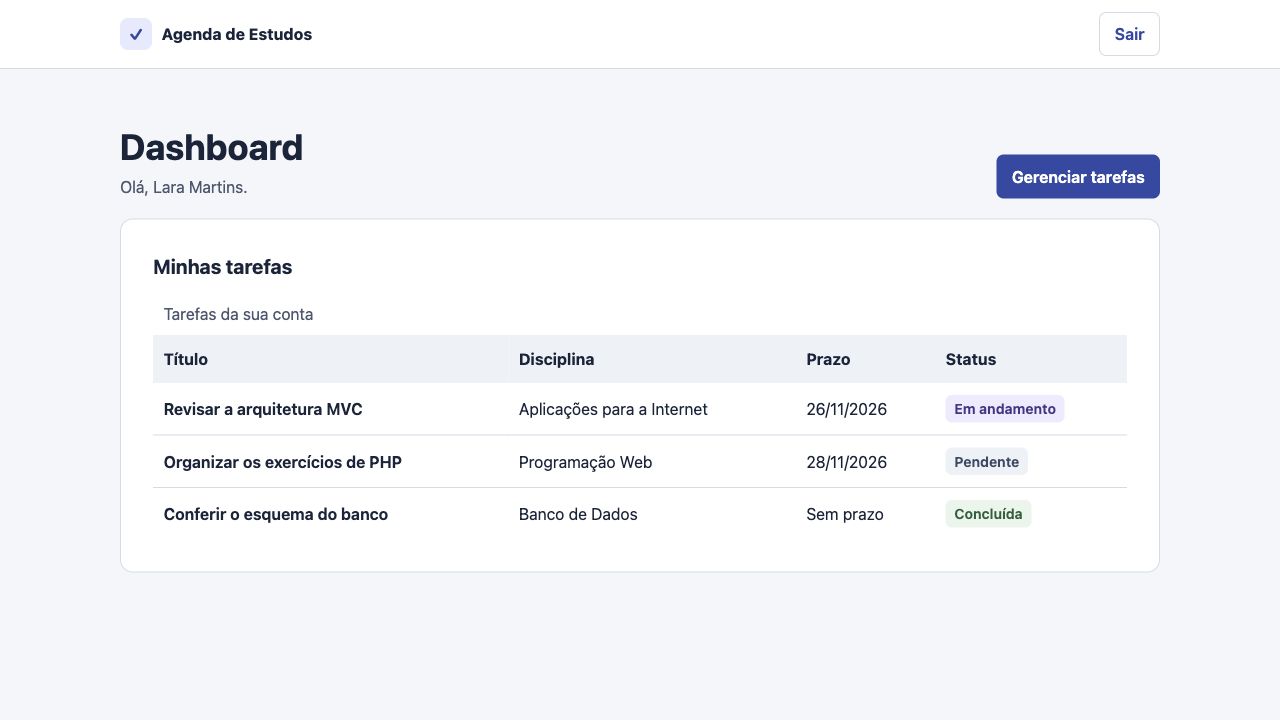 Agenda de Estudos
Sair
Dashboard
Olá, Lara Martins.
Gerenciar tarefas
Minhas tarefas
Tarefas da sua conta
Título Disciplina Prazo Status
Revisar a arquitetura MVC Aplicações para a Internet 26/11/2026 Em andamento
Organizar os exercícios de PHP Programação Web 28/11/2026 Pendente
Conferir o esquema do banco Banco de Dados Sem prazo Concluída